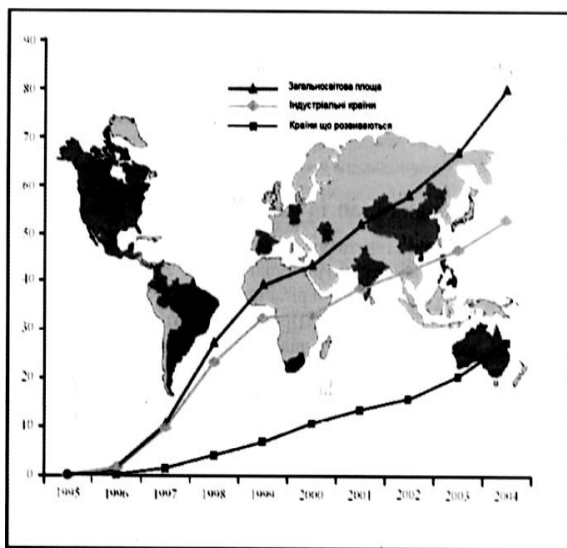 90
80
70
60
50
40
30
20
10
0
Загальносвітова площа
Індустріальні країни
Країни що розвиваються
1995 1996 1997 1998 1999 2000 2001 2002 2003 2004